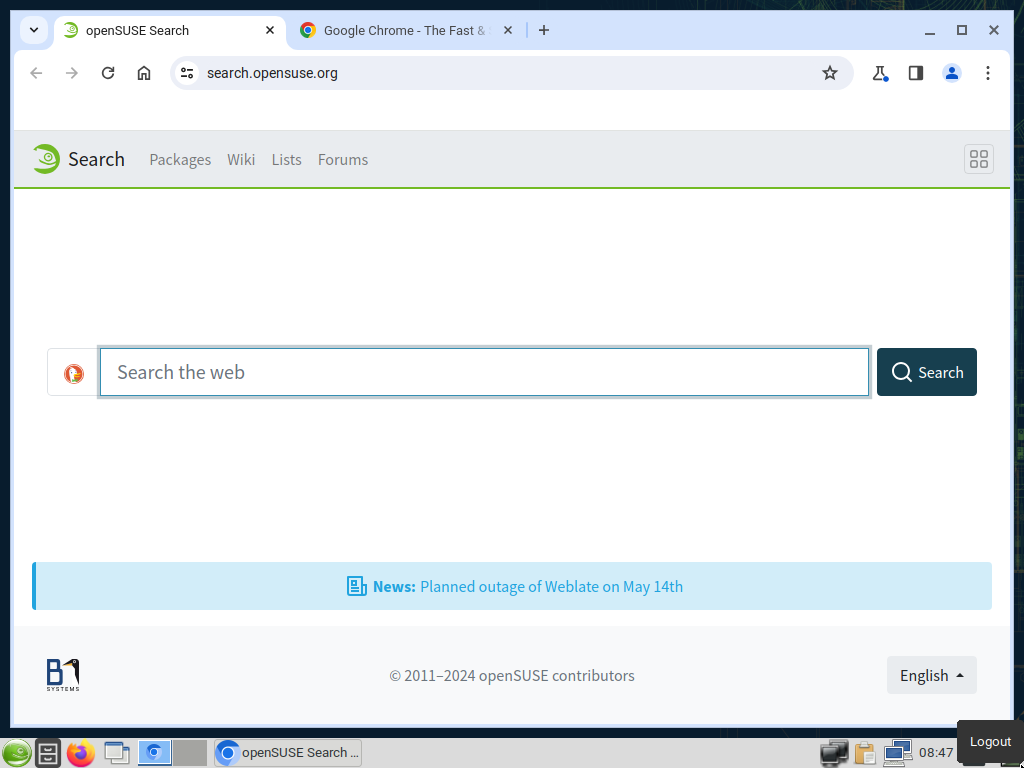 openSUSE Search
Google Chrome - The Fast &
search.opensuse.org
Search
Packages
Wiki
Lists
Forums
Search the web
Search
News: Planned outage of Weblate on May 14th
B1
SYSTEMS
© 2011–2024 openSUSE contributors
English
openSUSE Search ...
08:47
Logout